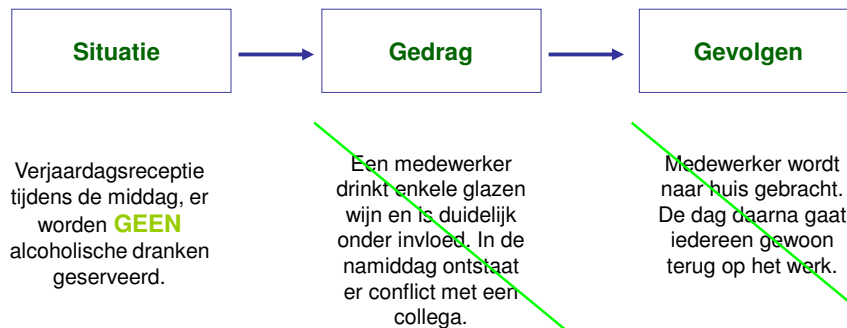 Situatie
Gedrag
Gevolgen
Verjaardagsreceptie
tijdens de middag, er
worden GEEN
alcoholische dranken
geserveerd.
Een medewerker
drinkt enkele glazen
wijn en is duidelijk
onder invloed. In de
namiddag ontstaat
er conflict met een
collega.
Medewerker wordt
naar huis gebracht.
De dag daarna gaat
iedereen gewoon
terug op het werk.